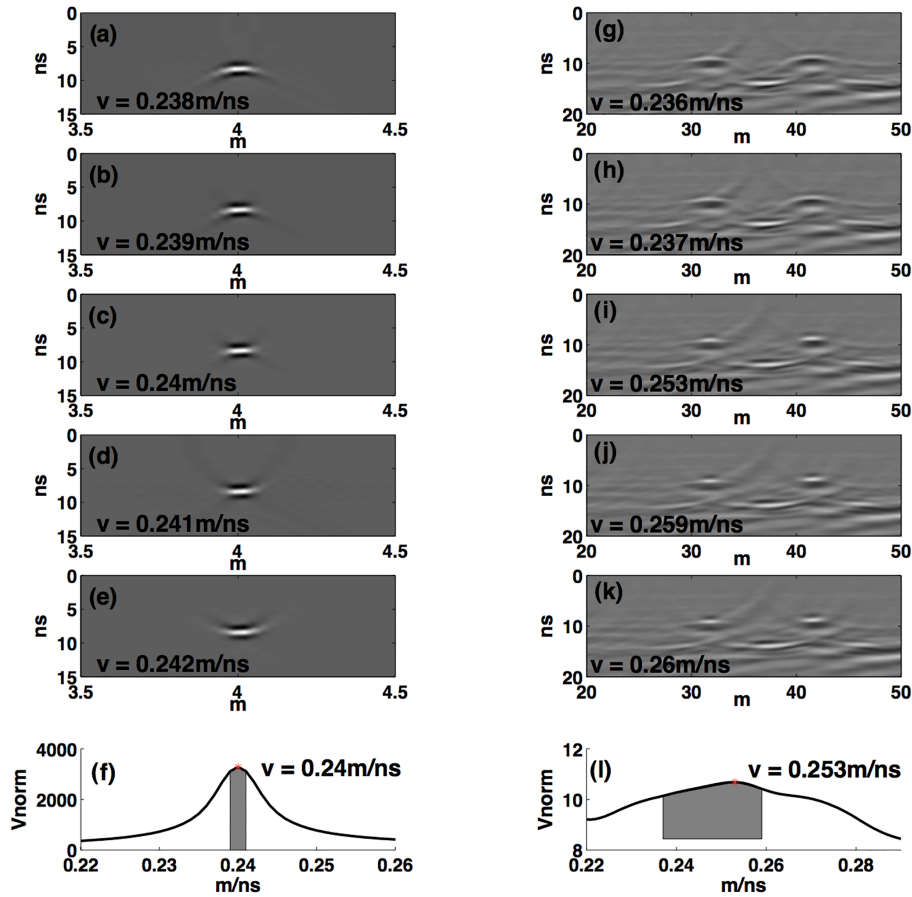 (a)
0
5
10
15
ns
v = 0.238m/ns
3.5 4 4.5
m
(b)
0
5
10
15
ns
v = 0.239m/ns
3.5 4 4.5
m
(c)
0
5
10
15
ns
v = 0.24m/ns
3.5 4 4.5
m
(d)
0
5
10
15
ns
v = 0.241m/ns
3.5 4 4.5
m
(e)
0
5
10
15
ns
v = 0.242m/ns
3.5 4 4.5
m
(f)
v = 0.24m/ns
4000
2000
0
Vnorm
0.22 0.23 0.24 0.25 0.26
m/ns
(g)
0
10
20
ns
v = 0.236m/ns
20 30 40 50
m
(h)
0
10
20
ns
v = 0.237m/ns
20 30 40 50
m
(i)
0
10
20
ns
v = 0.253m/ns
20 30 40 50
m
(j)
0
10
20
ns
v = 0.259m/ns
20 30 40 50
m
(k)
0
10
20
ns
v = 0.26m/ns
20 30 40 50
m
(l)
v = 0.253m/ns
12
10
8
Vnorm
0.22 0.24 0.26 0.28
m/ns